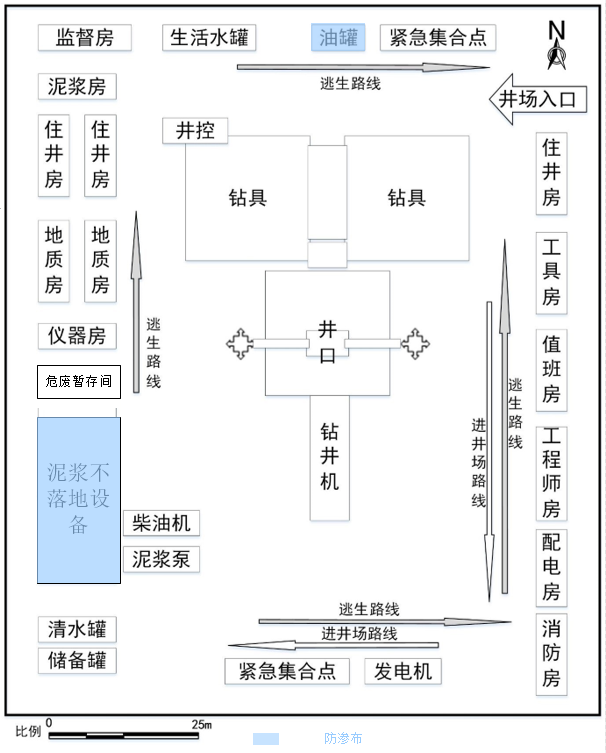 监督房
生活水罐
油罐
紧急集合点
N
泥浆房
逃生路线
井场入口
住井房
住井房
井控
钻具
钻具
住井房
地质房
地质房
工具房
仪器房
逃生路线
井口
值班房
危废暂存间
逃生路线
进井场路线
钻井机
工程师房
泥浆不
落地设
备
柴油机
泥浆泵
配电房
清水罐
储备罐
逃生路线
进井场路线
紧急集合点
发电机
消防房
比例
0
25m
防渗布